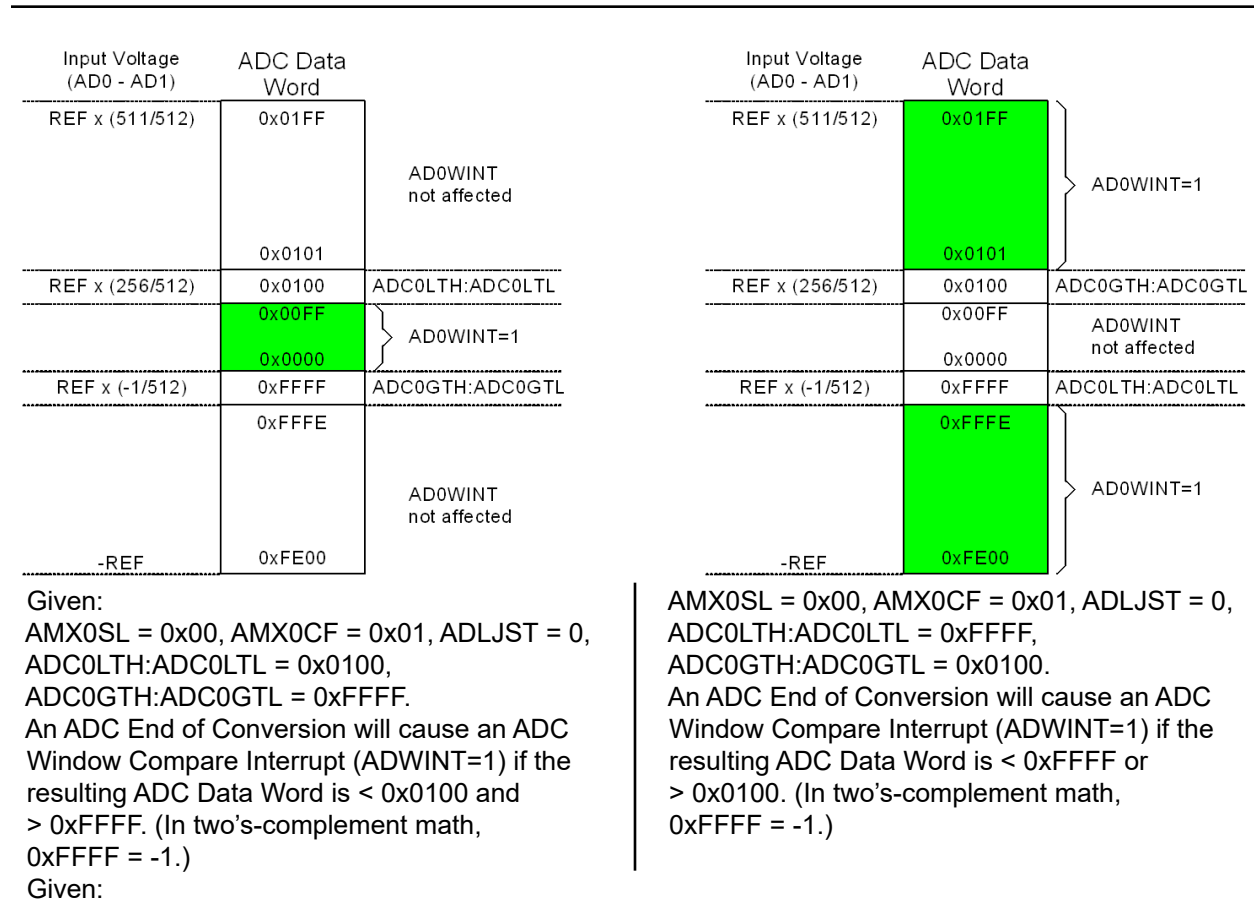 Input Voltage
(AD0 - AD1)
ADC Data
Word
REF x (511/512)
0x01FF
AD0WINT
not affected
0x0101
REF x (256/512)
0x0100
ADC0LTH:ADC0LTL
0x00FF
AD0WINT=1
0x0000
REF x (-1/512)
0xFFFF
ADC0GTH:ADC0GTL
0xFFFE
AD0WINT
not affected
-REF
0xFE00
Given:
AMX0SL = 0x00, AMX0CF = 0x01, ADLJST = 0,
ADC0LTH:ADC0LTL = 0x0100,
ADC0GTH:ADC0GTL = 0xFFFF.
An ADC End of Conversion will cause an ADC
Window Compare Interrupt (ADWINT=1) if the
resulting ADC Data Word is < 0x0100 and
> 0xFFFF. (In two's-complement math,
0xFFFF = -1.)
Given:
Input Voltage
(AD0 - AD1)
ADC Data
Word
REF x (511/512)
0x01FF
AD0WINT=1
0x0101
REF x (256/512)
0x0100
ADC0GTH:ADC0GTL
0x00FF
AD0WINT
not affected
0x0000
REF x (-1/512)
0xFFFF
ADC0LTH:ADC0LTL
0xFFFE
AD0WINT=1
-REF
0xFE00
AMX0SL = 0x00, AMX0CF = 0x01, ADLJST = 0,
ADC0LTH:ADC0LTL = 0xFFFF,
ADC0GTH:ADC0GTL = 0x0100.
An ADC End of Conversion will cause an ADC
Window Compare Interrupt (ADWINT=1) if the
resulting ADC Data Word is < 0xFFFF or
> 0x0100. (In two's-complement math,
0xFFFF = -1.)